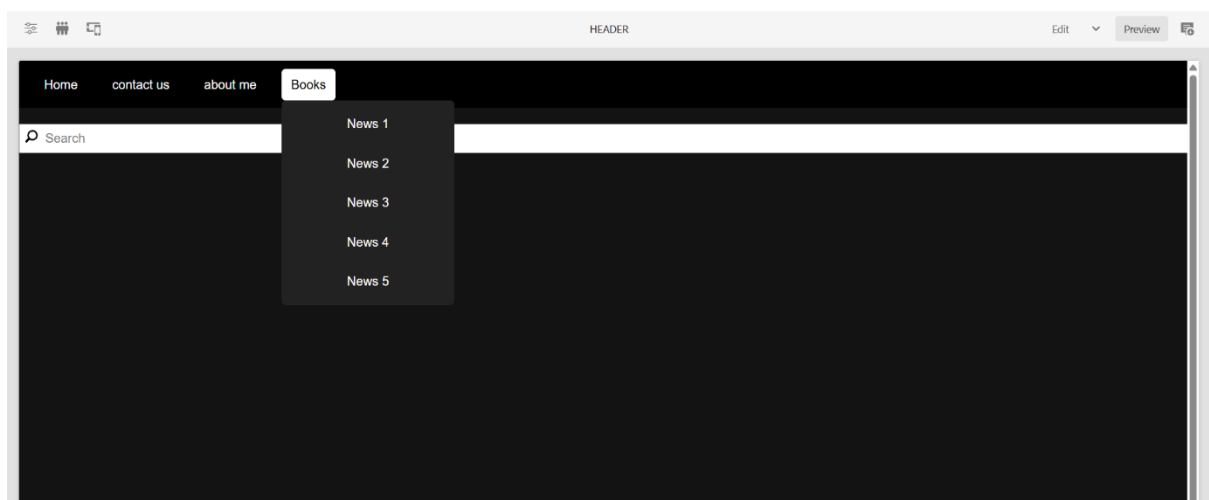 HEADER Edit Preview
Home contact us about me Books
News 1
Search
News 2
News 3
News 4
News 5